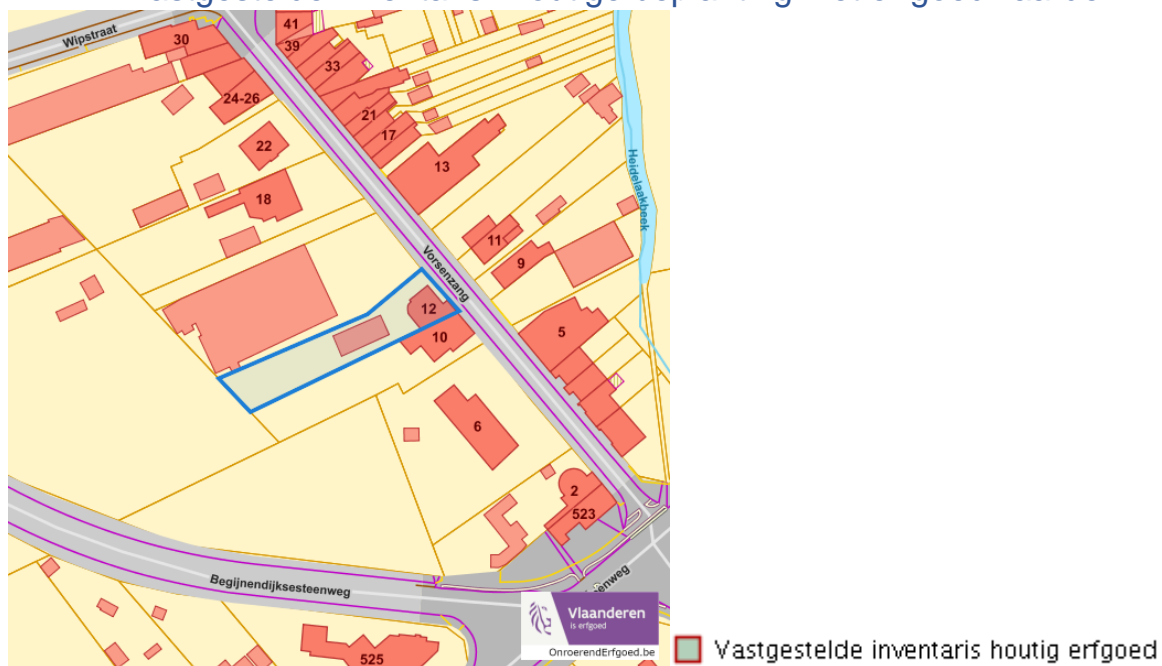 Wipstraat
41
30
39
33
24-26
21
17
22
13
18
Heidelaakbeek
11
Vorsenzang
9
12
5
10
6
2
523
Begijnendijksesteenweg
Vlaanderen
is erfgoed
OnroerendErfgoed.be
525
Vastgestelde inventaris houtig erfgoed